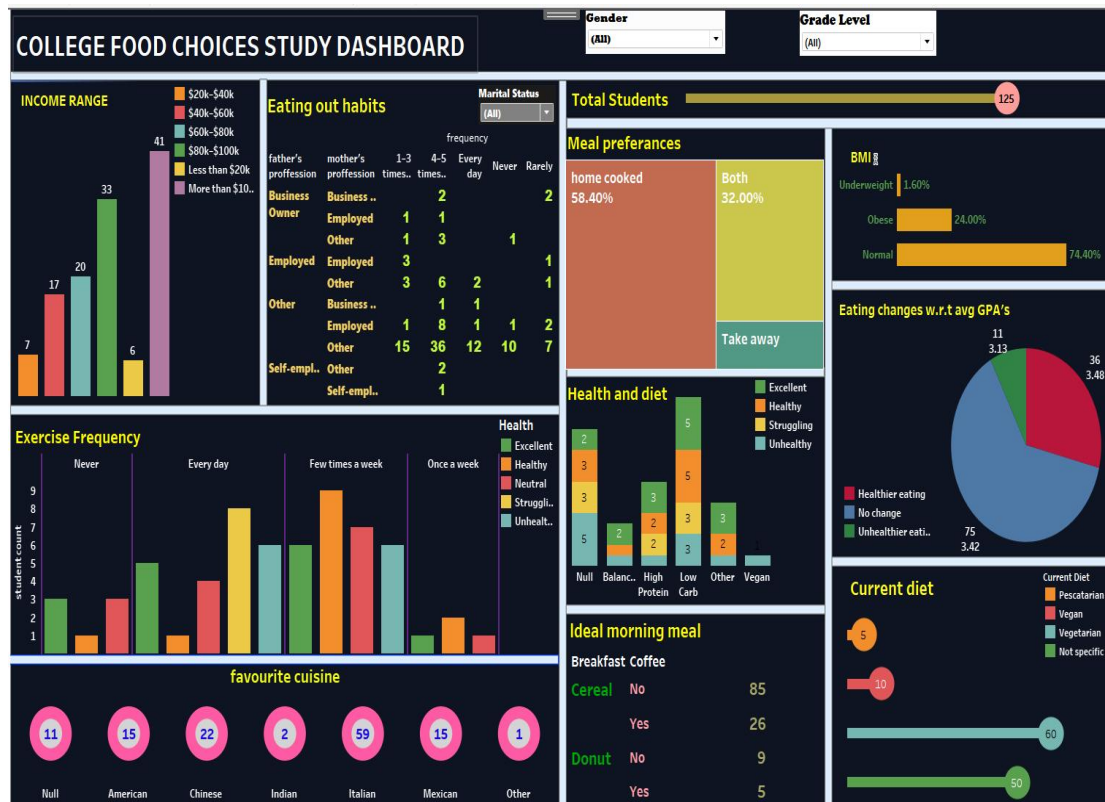 COLLEGE FOOD CHOICES STUDY DASHBOARD
Gender
(All)
Grade Level
(All)
INCOME RANGE
$20k-$40k
$40k-$60k
$60k-$80k
$80k-$100k
Less than $20k
More than $10..
7
17
20
33
6
41
Eating out habits
Marital Status
(All)
frequency
father's proffession mother's proffession 1-3 times.. 4-5 times.. Every day Never Rarely
Business Owner Business .. 2 2
Employed 1 1
Other 1 3 1
Employed Employed 3 1
Other 3 6 2 1
Other Business .. 1 1
Employed 1 8 1 1 2
Other 15 36 12 10 7
Self-empl.. Other 2
Self-empl.. 1
Total Students
125
Meal preferances
home cooked
58.40%
Both
32.00%
Take away
BMI
Underweight 1.60%
Obese 24.00%
Normal 74.40%
Eating changes w.r.t avg GPA's
11
3.13
36
3.48
75
3.42
Healthier eating
No change
Unhealthier eati..
Exercise Frequency
Health
Excellent
Healthy
Neutral
Struggli..
Unhealt..
Never Every day Few times a week Once a week
student count
9
8
7
6
5
4
3
2
1
Health and diet
Excellent
Healthy
Struggling
Unhealthy
2
3
3
5
2
3
2
2
5
5
3
3
3
2
1
Null Balanc.. High Protein Low Carb Other Vegan
favourite cuisine
11 15 22 2 59 15 1
Null American Chinese Indian Italian Mexican Other
Ideal morning meal
Breakfast Coffee
Cereal No 85
Yes 26
Donut No 9
Yes 5
Current diet
Current Diet
Pescatarian
Vegan
Vegetarian
Not specific
5
10
60
50